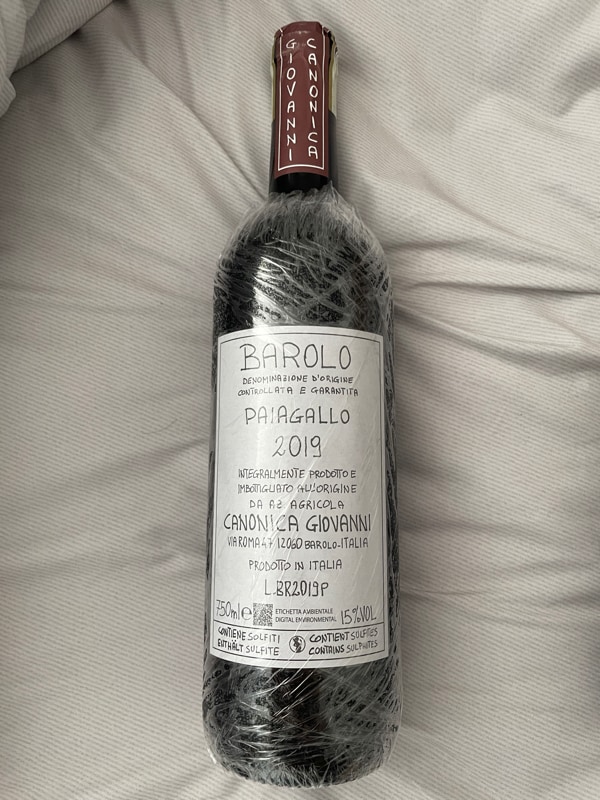 GIOVANNI
CANONICA
BAROLO
DENOMINAZIONE D'ORIGINE
CONTROLLATA E GARANTITA
PAIAGALLO
2019
INTEGRALMENTE PRODOTTO E
IMBOTTIGLIATO ALL'ORIGINE
DA AZ AGRICOLA
CANONICA GIOVANNI
VIA ROMA 47 12060 BAROLO-ITALIA
PRODOTTO IN ITALIA
L.BR2019P
750ml e ETICHETTA AMBIENTALE 15% VOL
DIGITAL ENVIRONMENTAL
CONTIENE SOLFITI CONTIENT SULFITES
ENTHÄLT SULFITE CONTAINS SULPHITES